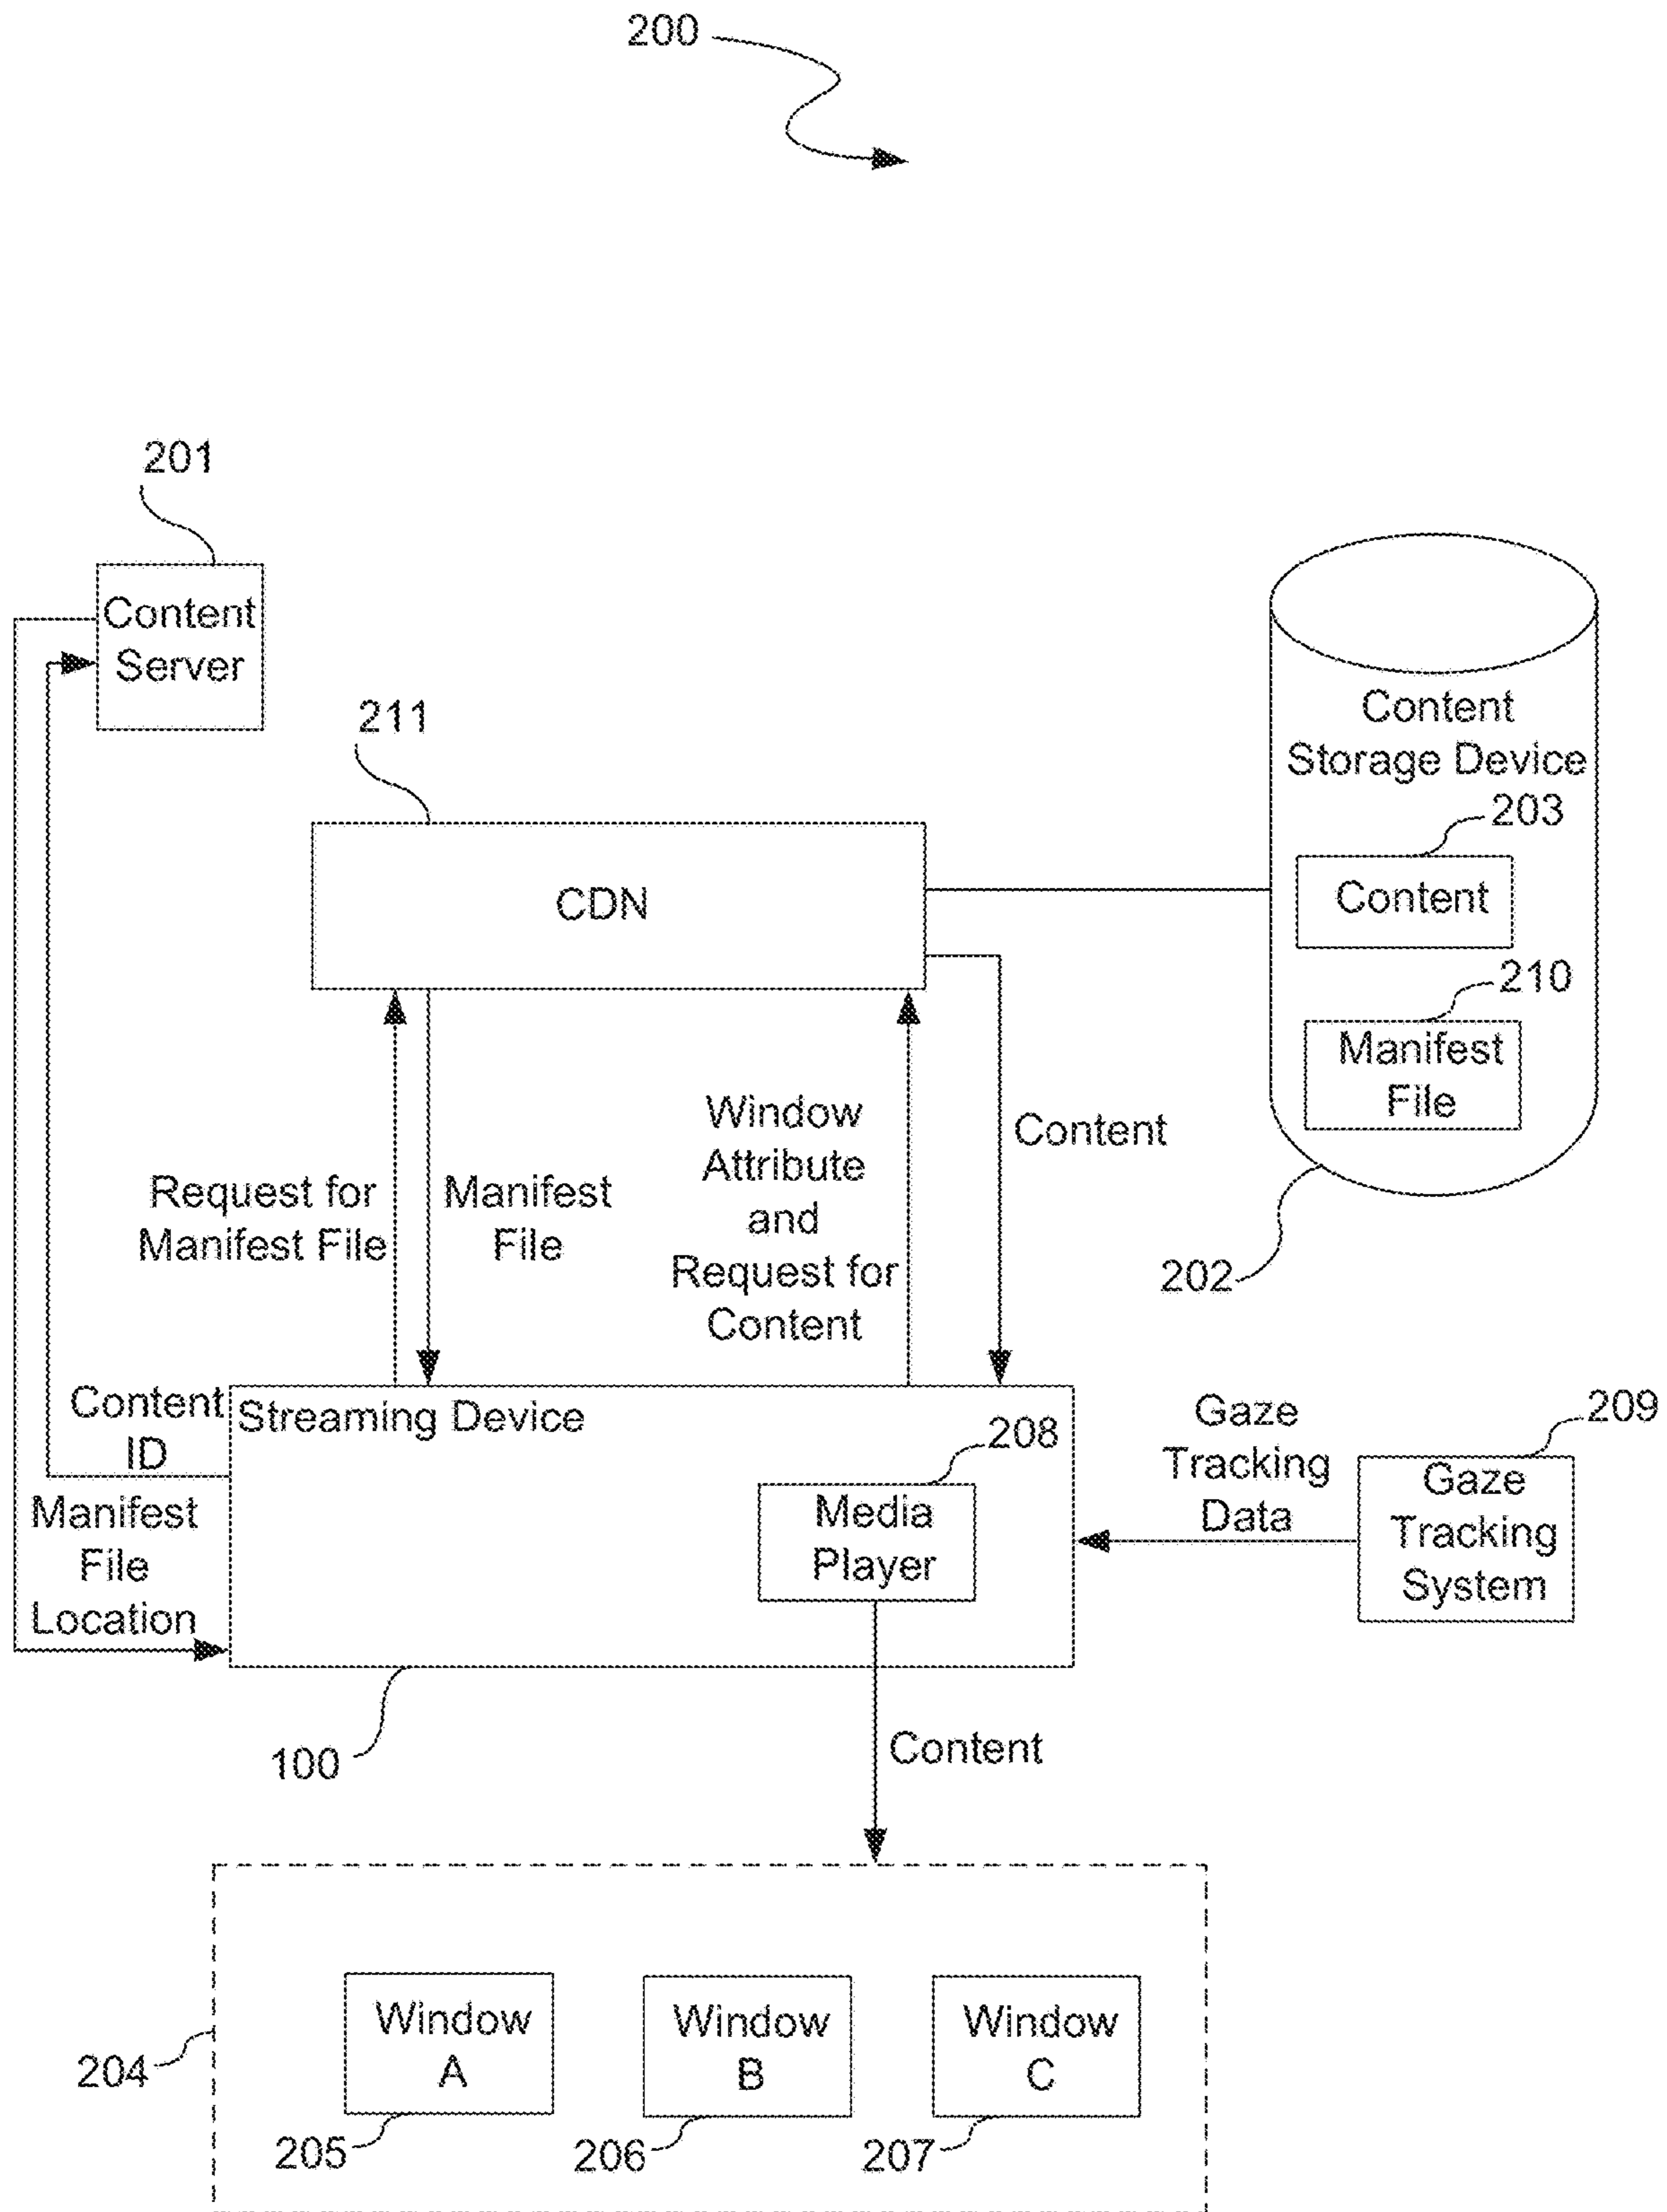 200
201
Content
Server
211
Content
Storage Device
203
CDN
Content
210
Manifest
File
Window
Attribute
and
Request for
Content
Content
Request for
Manifest File
Manifest
File
202
Content
ID
Streaming Device
208
Gaze
Tracking
Data
209
Gaze
Tracking
System
Media
Player
Manifest
File
Location
100
Content
204
Window
A
Window
B
Window
C
205
206
207